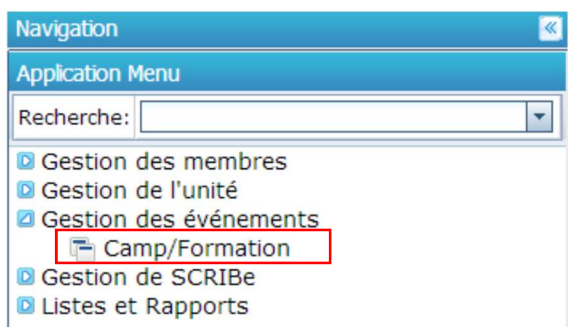 Navigation
Application Menu
Recherche:
Gestion des membres
Gestion de l'unité
Gestion des événements
Camp/Formation
Gestion de SCRIBe
Listes et Rapports